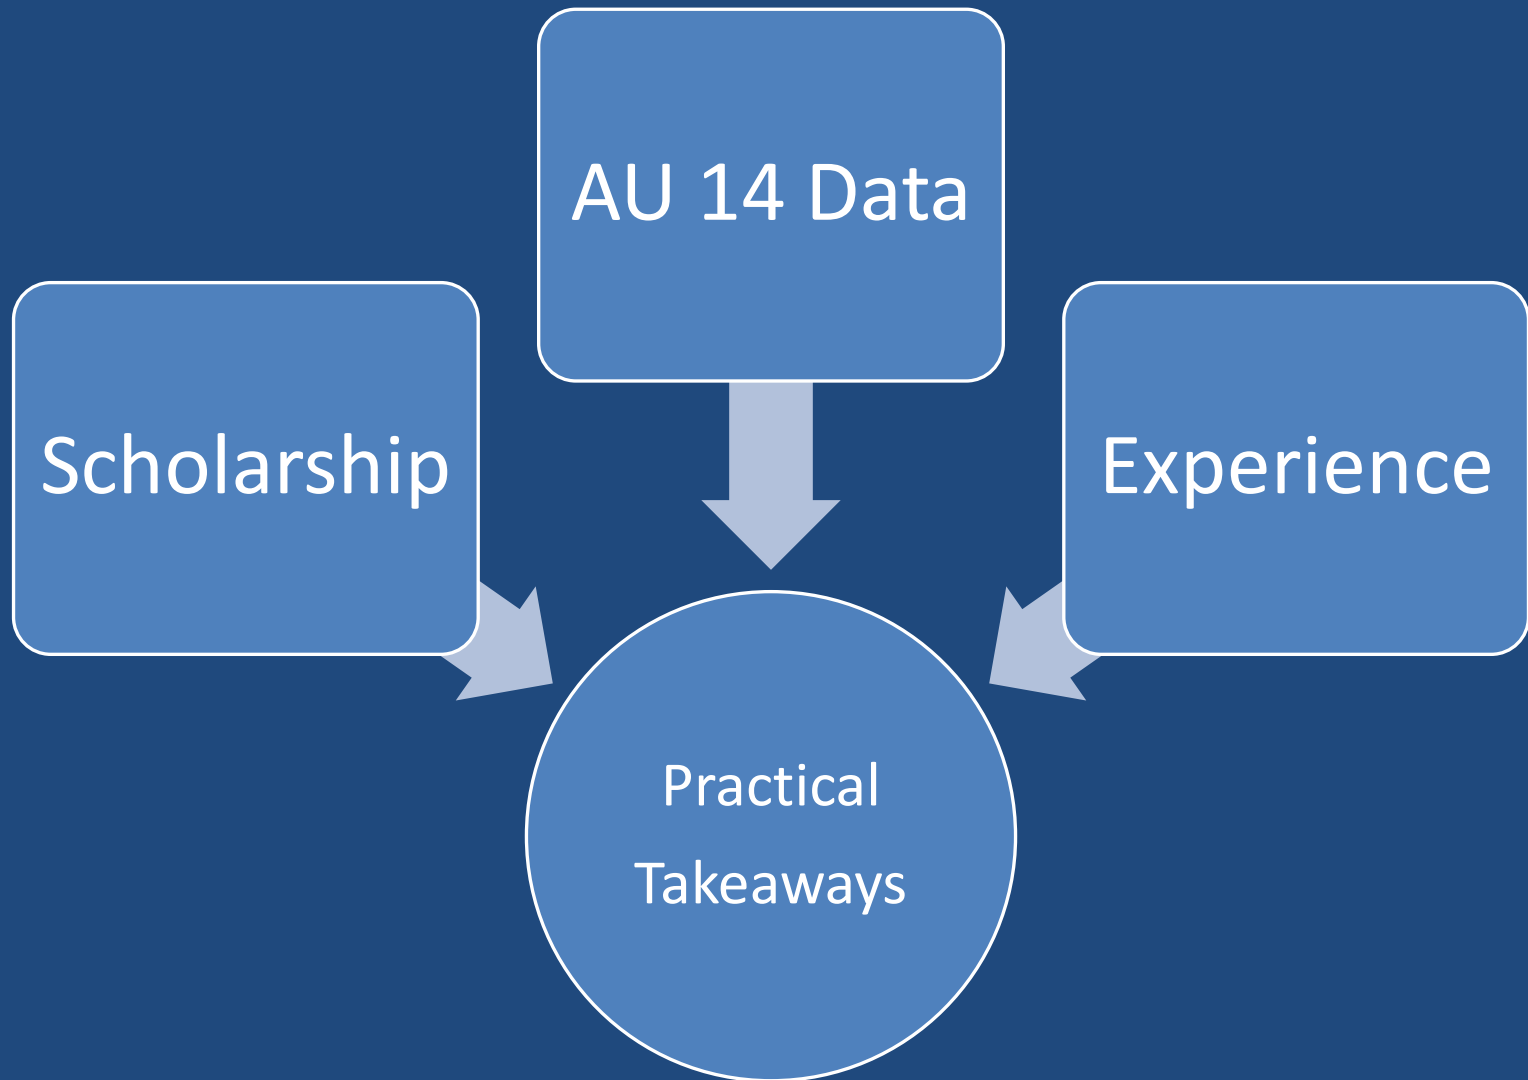 AU 14 Data
Scholarship
Experience
Practical
Takeaways